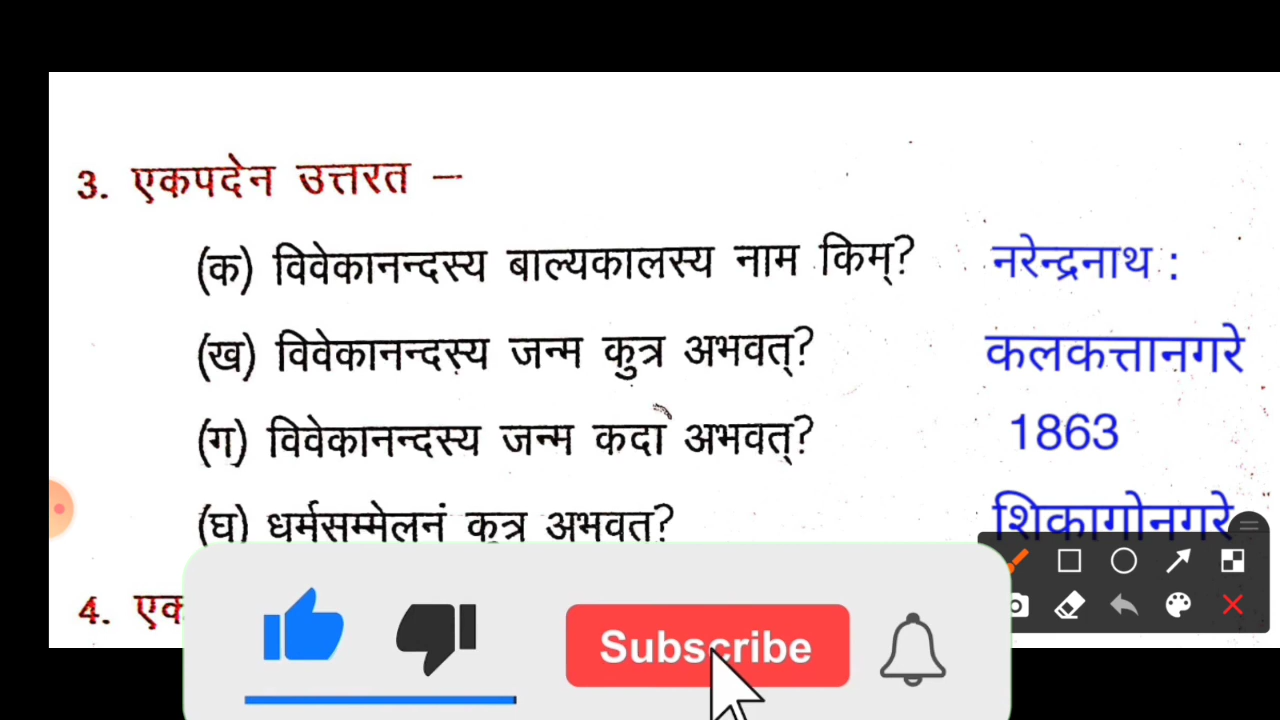 3. एकपदेन उत्तरत –
(क) विवेकानन्दस्य बाल्यकालस्य नाम किम्? नरेन्द्रनाथ :
(ख) विवेकानन्दस्य जन्म कुत्र अभवत्? कलकत्तानगरे
(ग) विवेकानन्दस्य जन्म कदा अभवत्? 1863
(घ) धर्मसम्मेलनं कुत्र अभवत्? शिकागोनगरे
4.
Subscribe